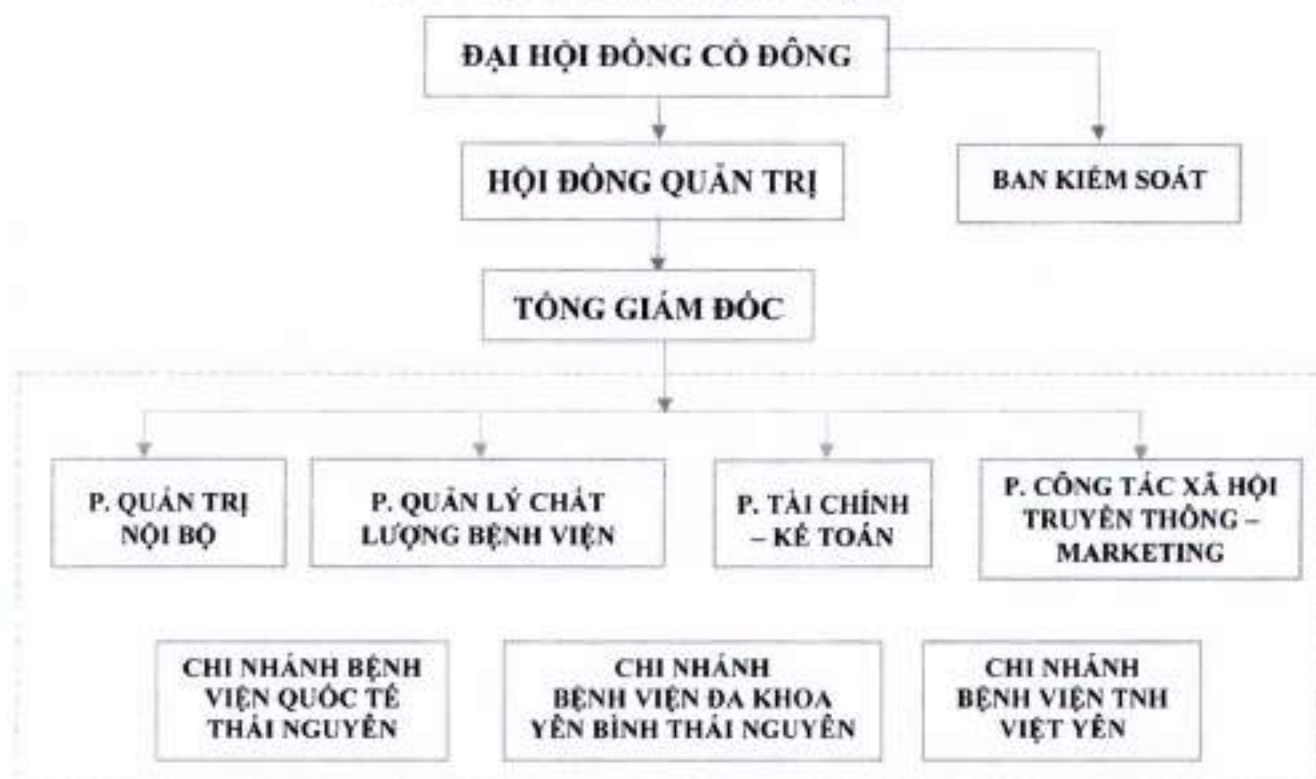 ĐẠI HỘI ĐỒNG CỔ ĐÔNG
HỘI ĐỒNG QUẢN TRỊ
BAN KIỂM SOÁT
TỔNG GIÁM ĐỐC
P. QUẢN TRỊ
NỘI BỘ
P. QUẢN LÝ CHẤT
LƯỢNG BỆNH VIỆN
P. TÀI CHÍNH
– KẾ TOÁN
P. CÔNG TÁC XÃ HỘI
TRUYỀN THÔNG –
MARKETING
CHI NHÁNH BỆNH
VIỆN QUỐC TẾ
THÁI NGUYÊN
CHI NHÁNH
BỆNH VIỆN ĐA KHOA
YÊN BÌNH THÁI NGUYÊN
CHI NHÁNH
BỆNH VIỆN TNH
VIỆT YÊN